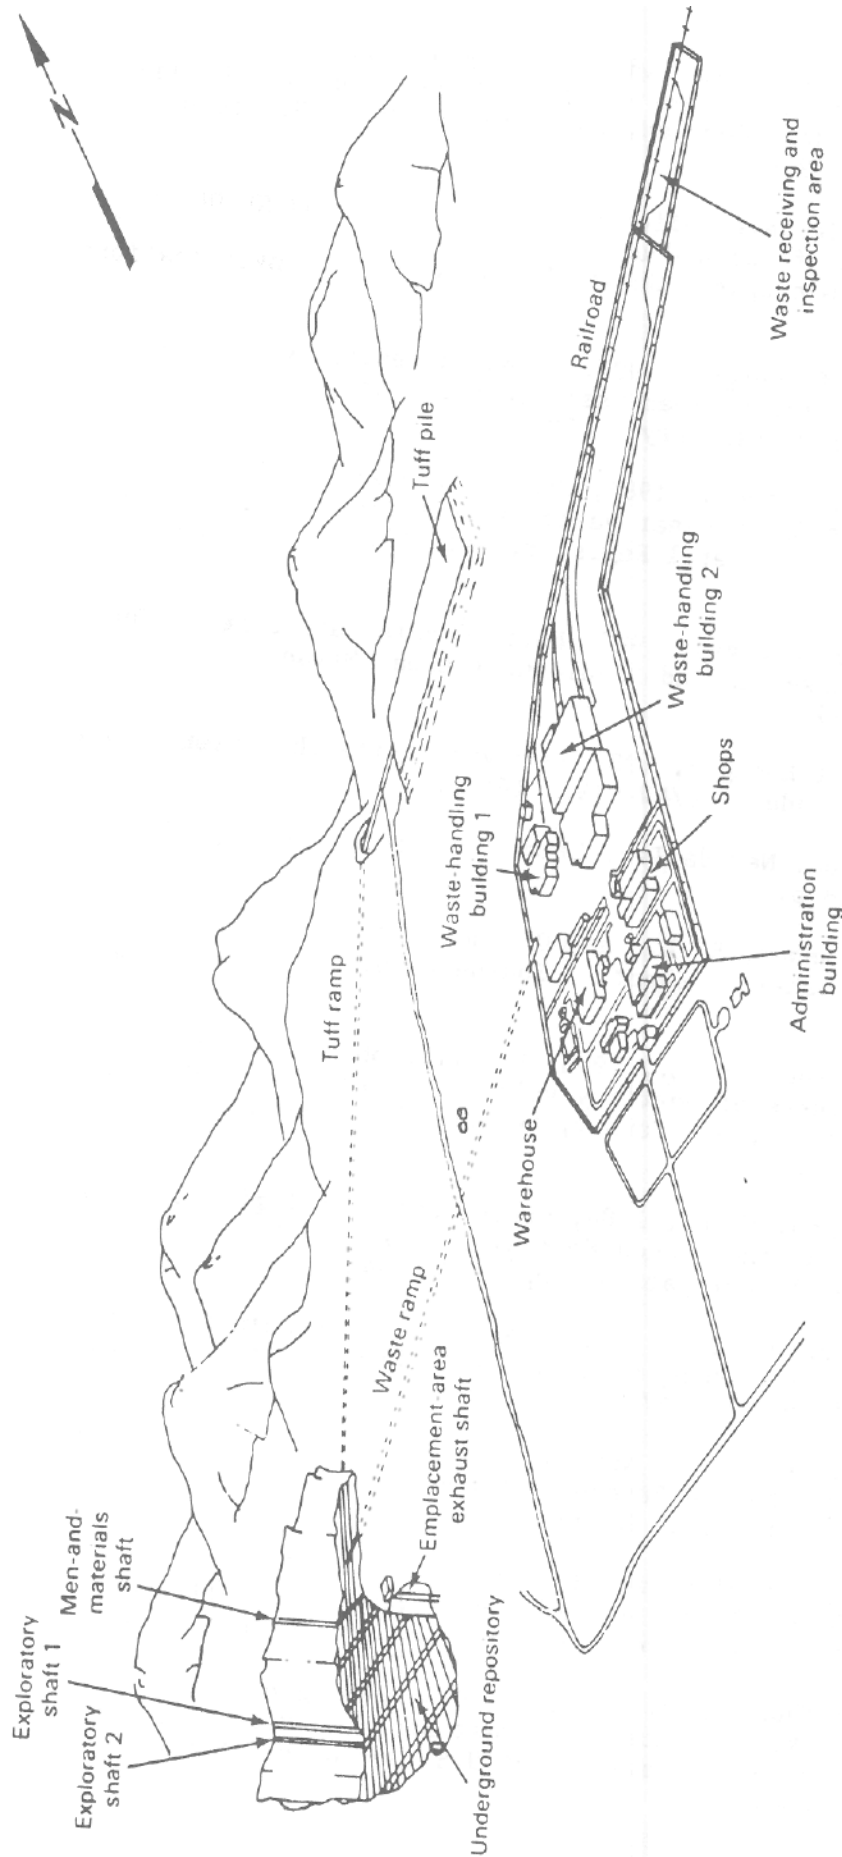 N
Exploratory
shaft 1
Exploratory
shaft 2
Men-and-
materials
shaft
Underground repository
Emplacement-area
exhaust shaft
Waste ramp
Tuff ramp
Tuff pile
Waste-handling
building 1
Waste-handling
building 2
Warehouse
Administration
building
Shops
Railroad
Waste receiving and
inspection area